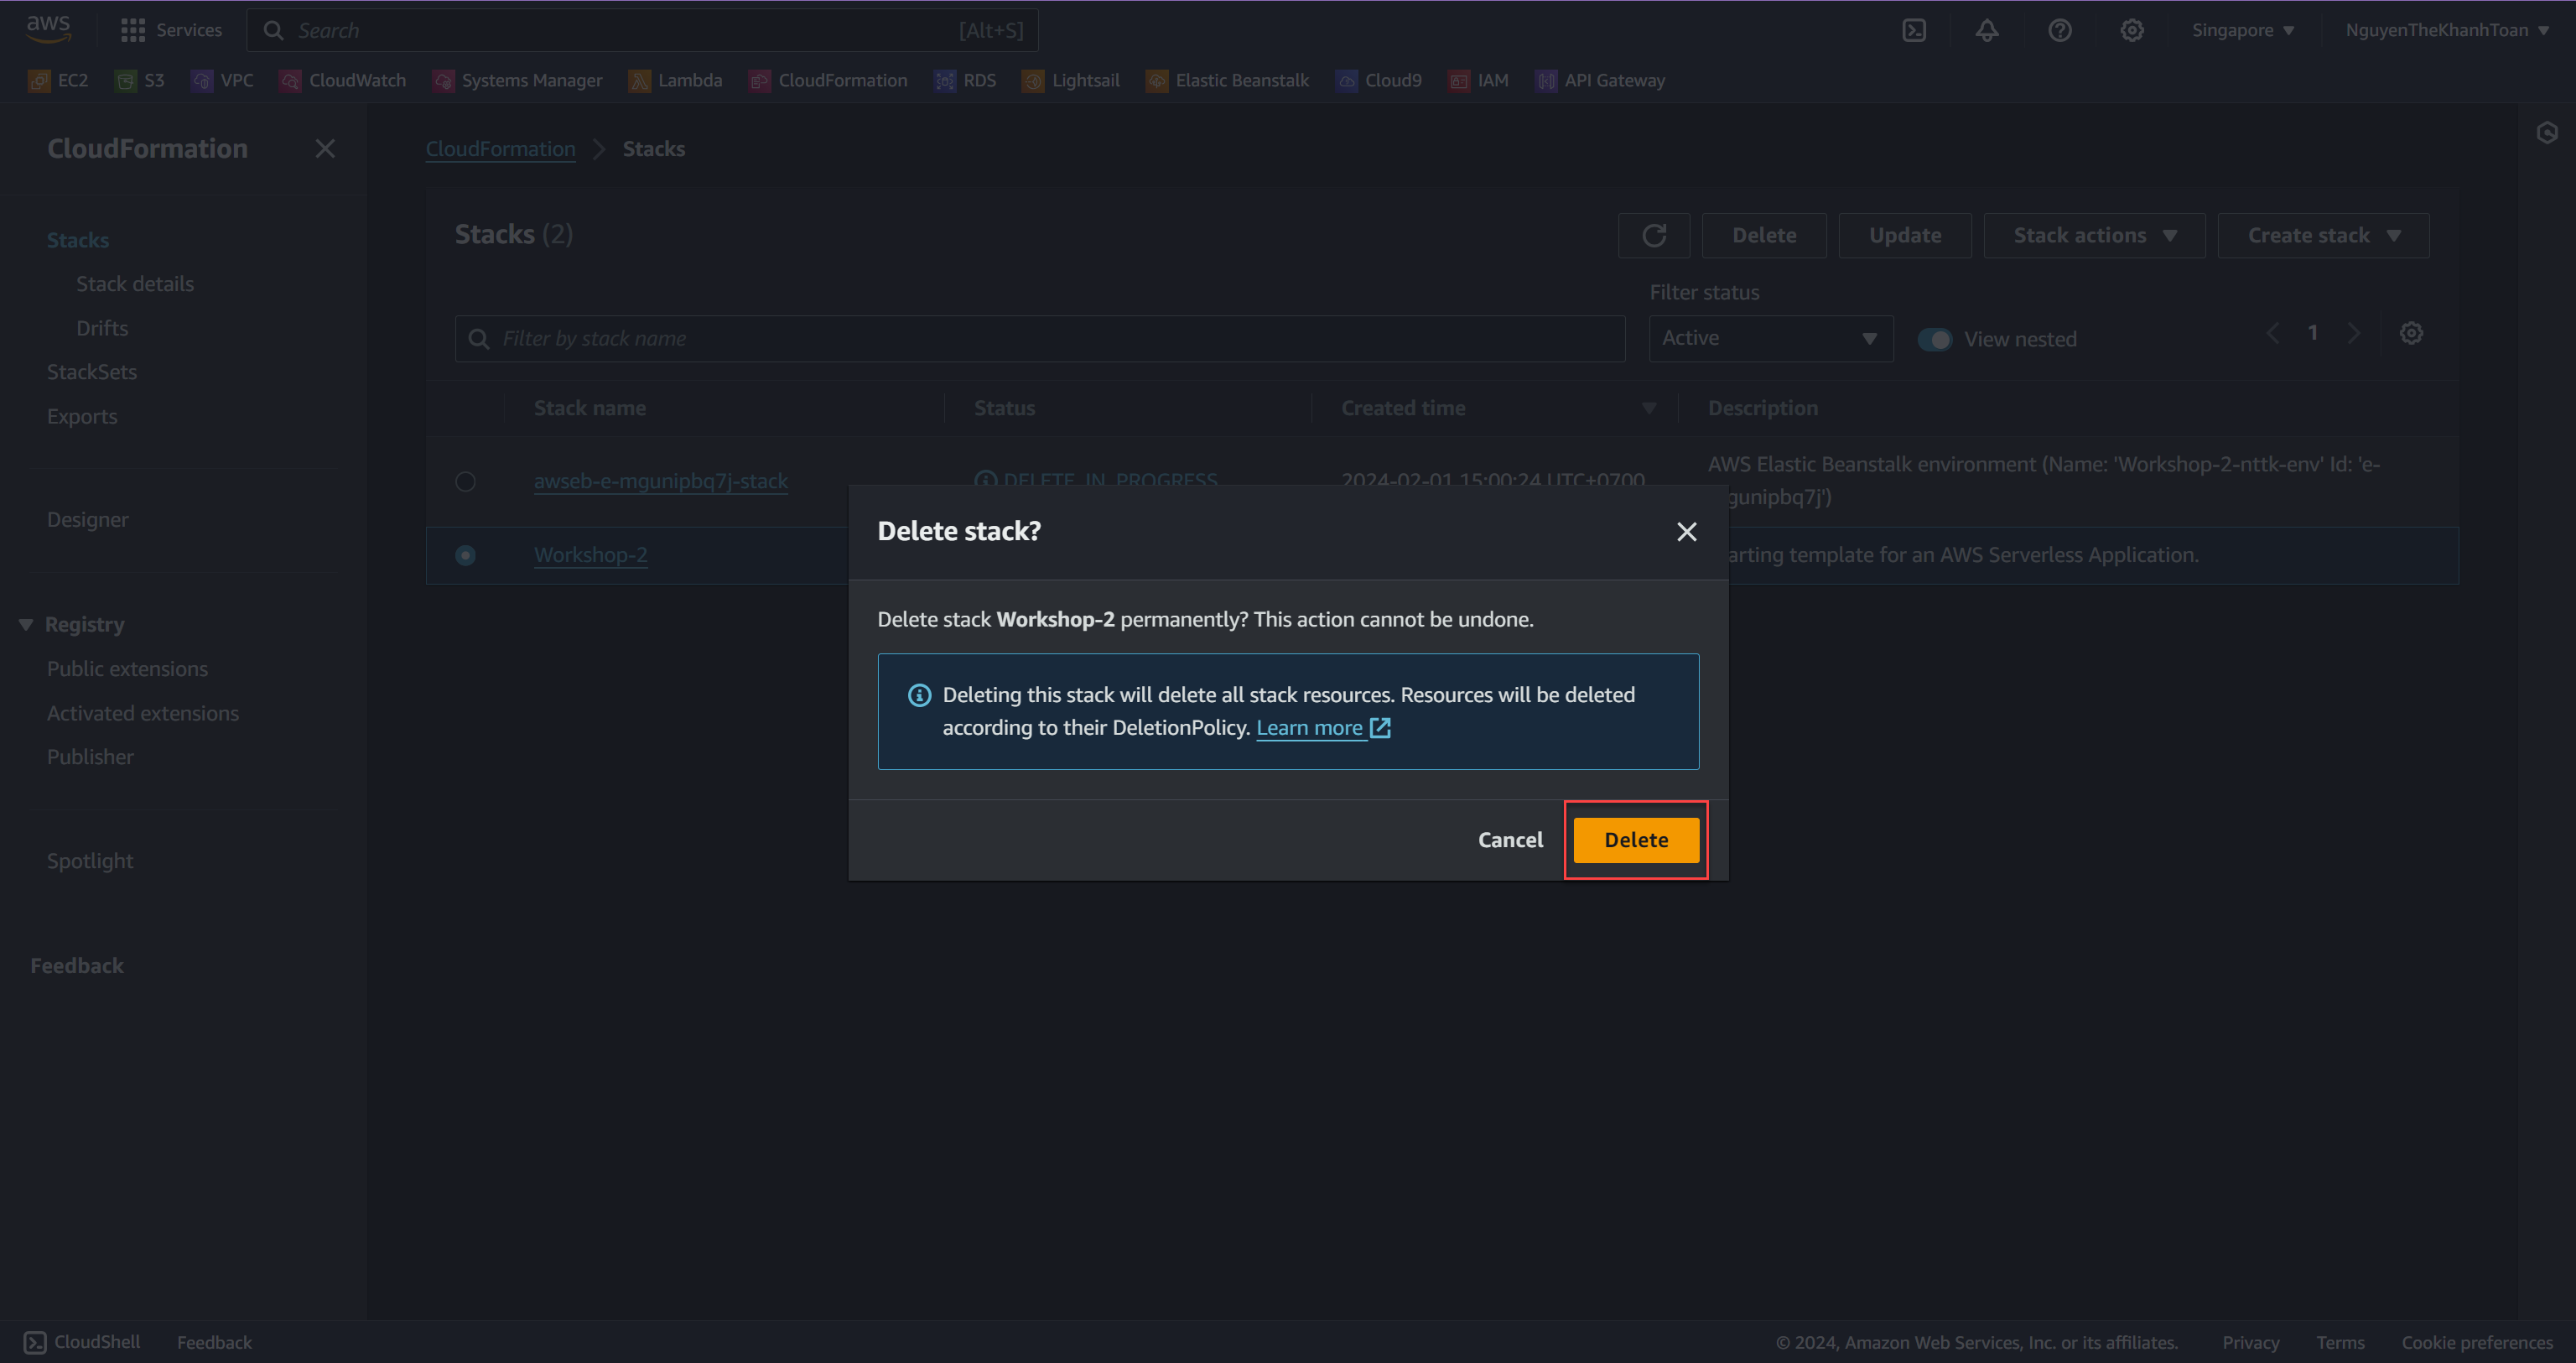 aws
Services
Search
[Alt+S]
Singapore
NguyenTheKhanhToan
EC2
S3
VPC
CloudWatch
Systems Manager
Lambda
CloudFormation
RDS
Lightsail
Elastic Beanstalk
Cloud9
IAM
API Gateway
CloudFormation
Stacks
Stack details
Drifts
StackSets
Exports
Designer
Registry
Public extensions
Activated extensions
Publisher
Spotlight
Feedback
CloudFormation
Stacks
Stacks (2)
Delete
Update
Stack actions
Create stack
Filter status
Filter by stack name
Active
View nested
1
Stack name
Status
Created time
Description
awseb-e-mgunipbq7j-stack
DELETE_IN_PROGRESS
2024-02-01 15:00:24 UTC+0700
AWS Elastic Beanstalk environment (Name: 'Workshop-2-nttk-env' Id: 'e-
gunipbq7j')
Workshop-2
arting template for an AWS Serverless Application.
Delete stack?
Delete stack Workshop-2 permanently? This action cannot be undone.
Deleting this stack will delete all stack resources. Resources will be deleted
according to their DeletionPolicy. Learn more
Cancel
Delete
CloudShell
Feedback
© 2024, Amazon Web Services, Inc. or its affiliates.
Privacy
Terms
Cookie preferences